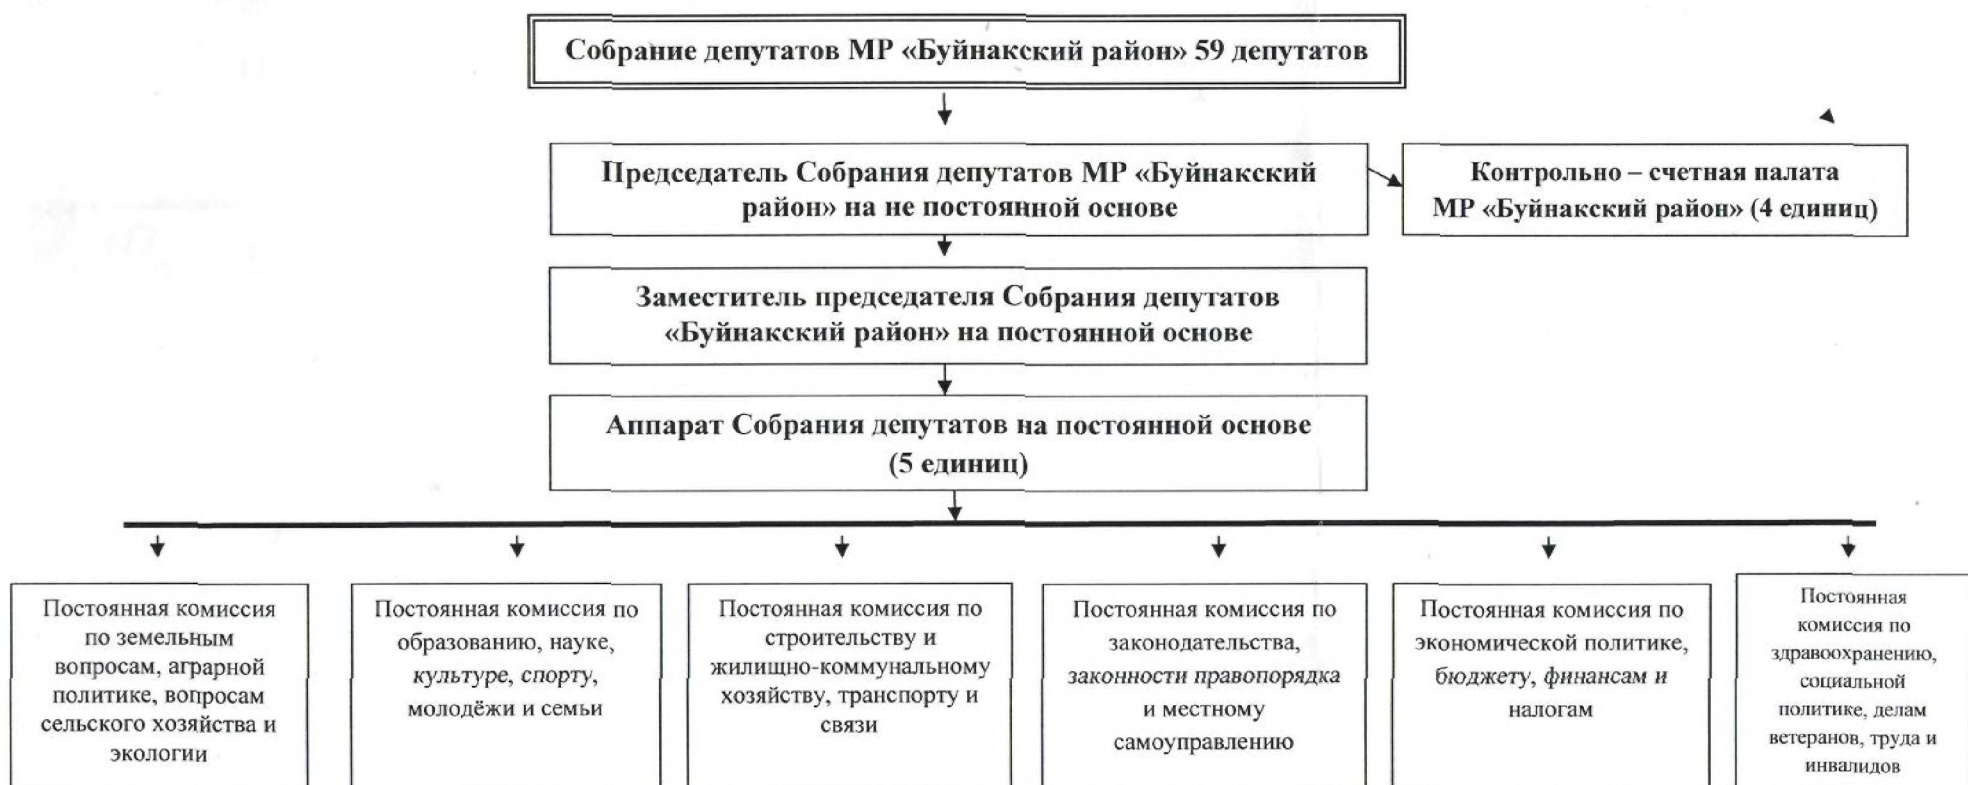 Собрание депутатов МР «Буйнакский район» 59 депутатов
Председатель Собрания депутатов МР «Буйнакский
район» на не постоянной основе
Контрольно – счетная палата
МР «Буйнакский район» (4 единиц)
Заместитель председателя Собрания депутатов
«Буйнакский район» на постоянной основе
Аппарат Собрания депутатов на постоянной основе
(5 единиц)
Постоянная комиссия
по земельным
вопросам, аграрной
политике, вопросам
сельского хозяйства и
экологии
Постоянная комиссия по
образованию, науке,
культуре, спорту,
молодёжи и семьи
Постоянная комиссия по
строительству и
жилищно-коммунальному
хозяйству, транспорту и
связи
Постоянная комиссия по
законодательства,
законности правопорядка
и местному
самоуправлению
Постоянная комиссия по
экономической политике,
бюджету, финансам и
налогам
Постоянная
комиссия по
здравоохранению,
социальной
политике, делам
ветеранов, труда и
инвалидов